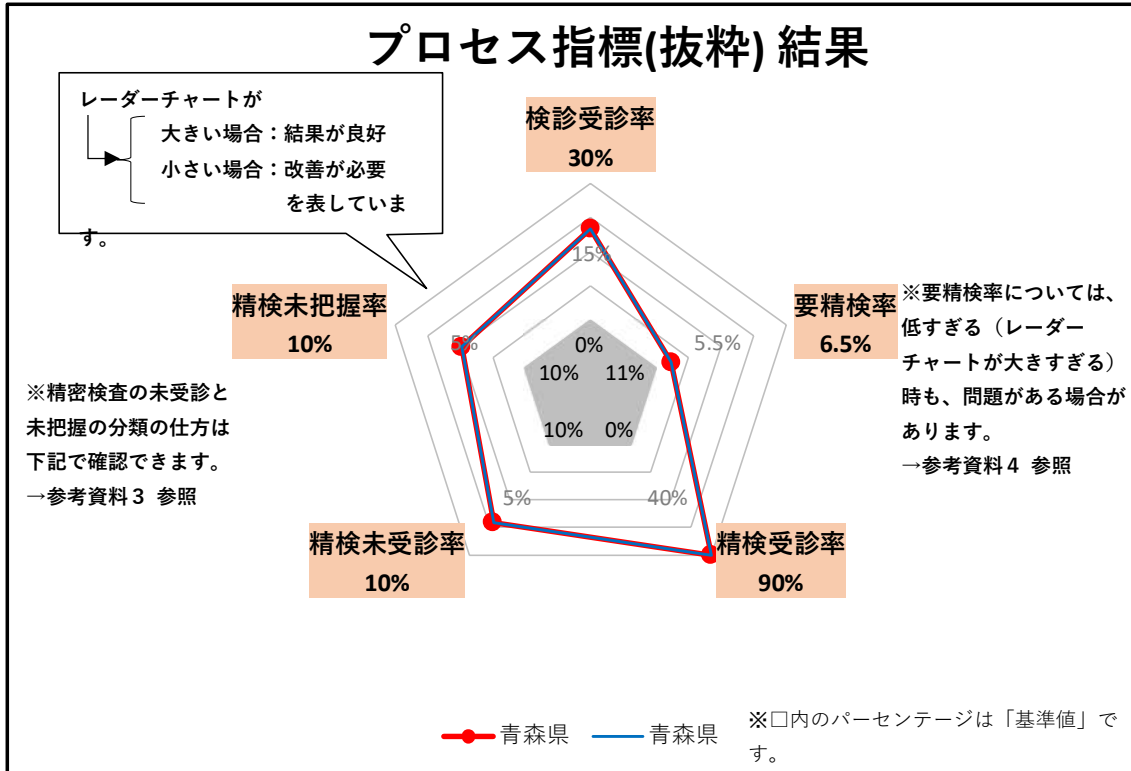 プロセス指標(抜粋) 結果
レーダーチャートが
大きい場合：結果が良好
小さい場合：改善が必要
を表していま
す。
検診受診率
30%
15%
精検未把握率
10%
5%
要精検率
6.5%
5.5%
※要精検率については、
低すぎる（レーダー
チャートが大きすぎる）
時も、問題がある場合が
あります。
→参考資料４ 参照
0%
10% 11%
10% 0%
※精密検査の未受診と
未把握の分類の仕方は
下記で確認できます。
→参考資料３ 参照
5%
40%
精検未受診率
10%
精検受診率
90%
青森県 青森県
※□内のパーセンテージは「基準値」で
す。